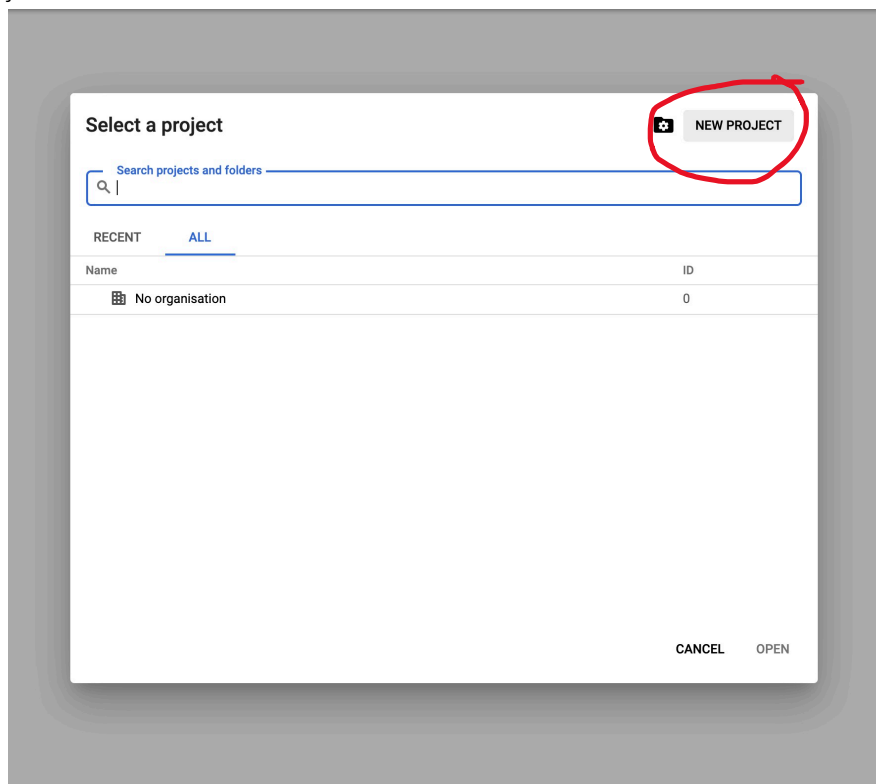 Select a project
NEW PROJECT
Search projects and folders
RECENT ALL
Name ID
No organisation 0
CANCEL OPEN